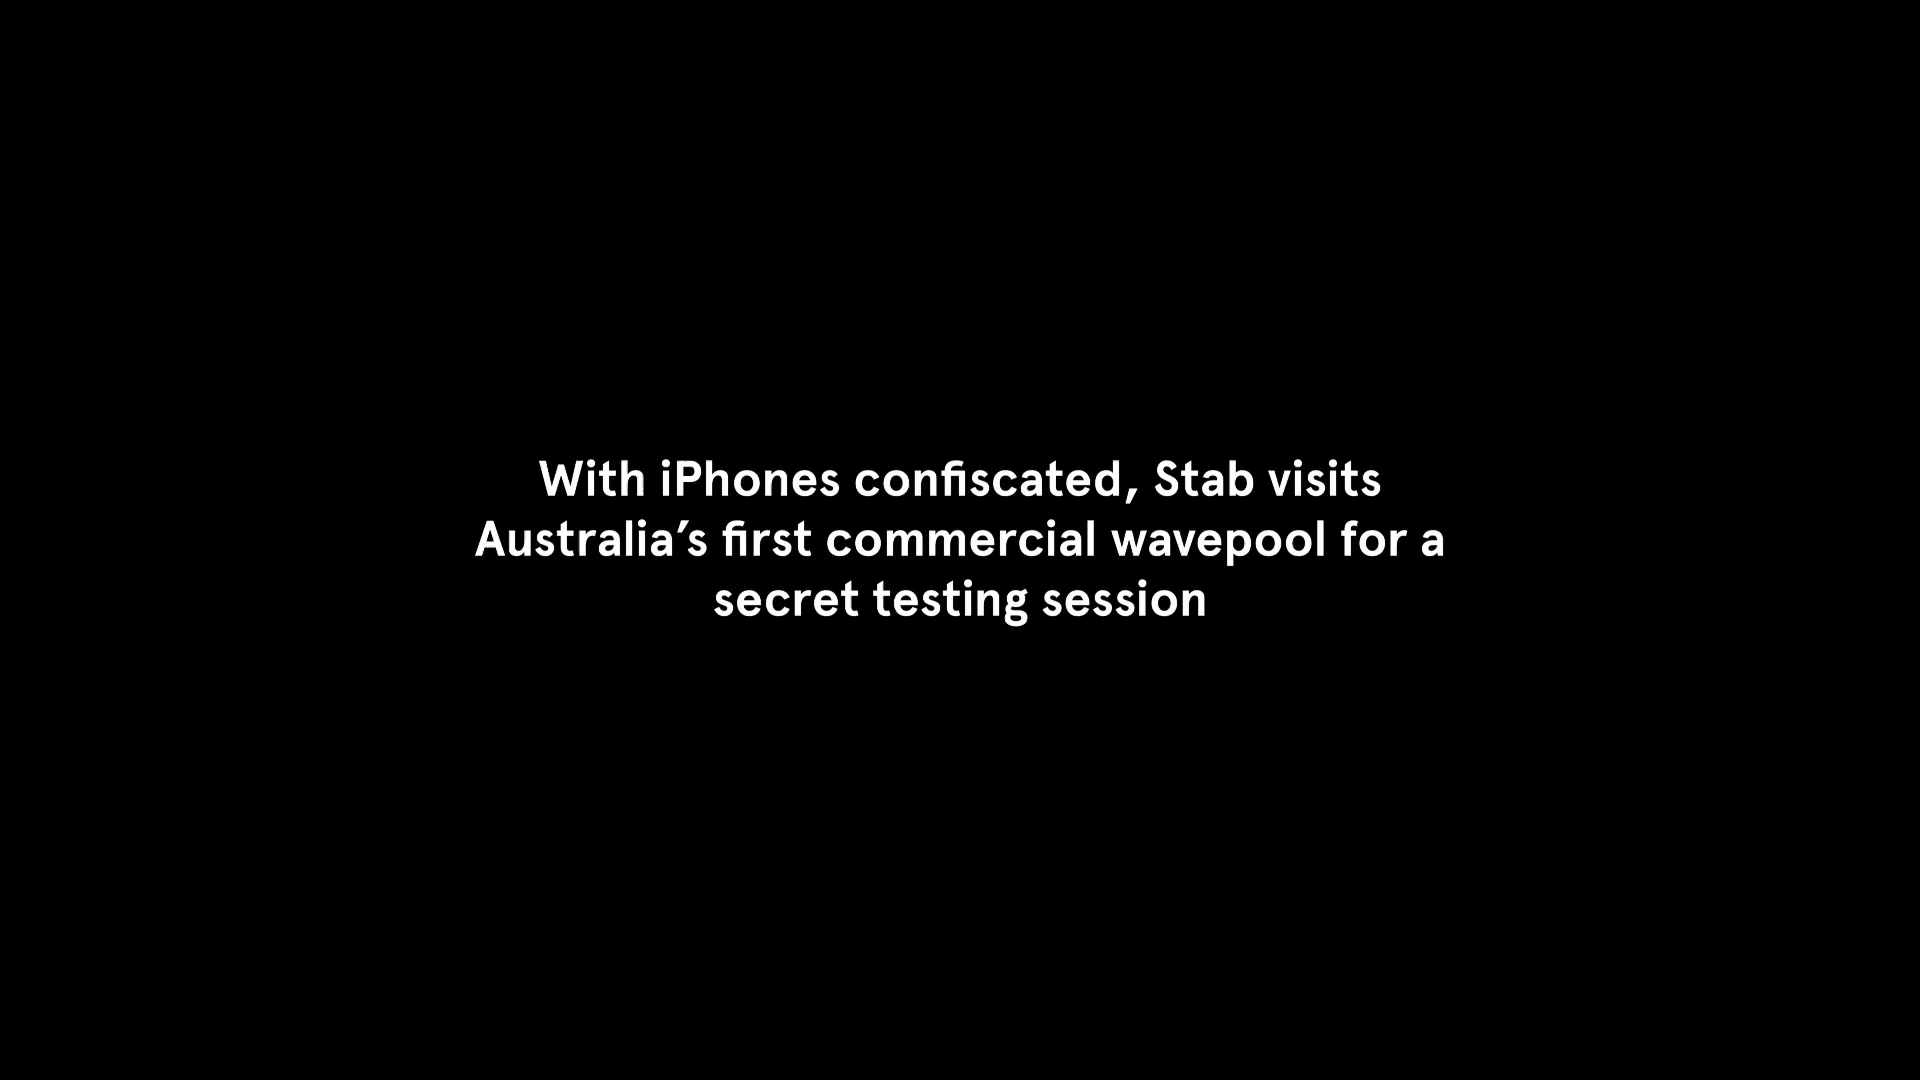 With iPhones confiscated, Stab visits
Australia’s first commercial wavepool for a
secret testing session